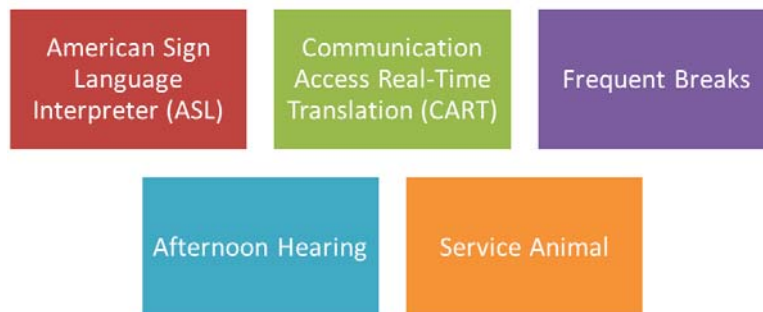 American Sign
Language
Interpreter (ASL)
Communication
Access Real-Time
Translation (CART)
Frequent Breaks
Afternoon Hearing
Service Animal